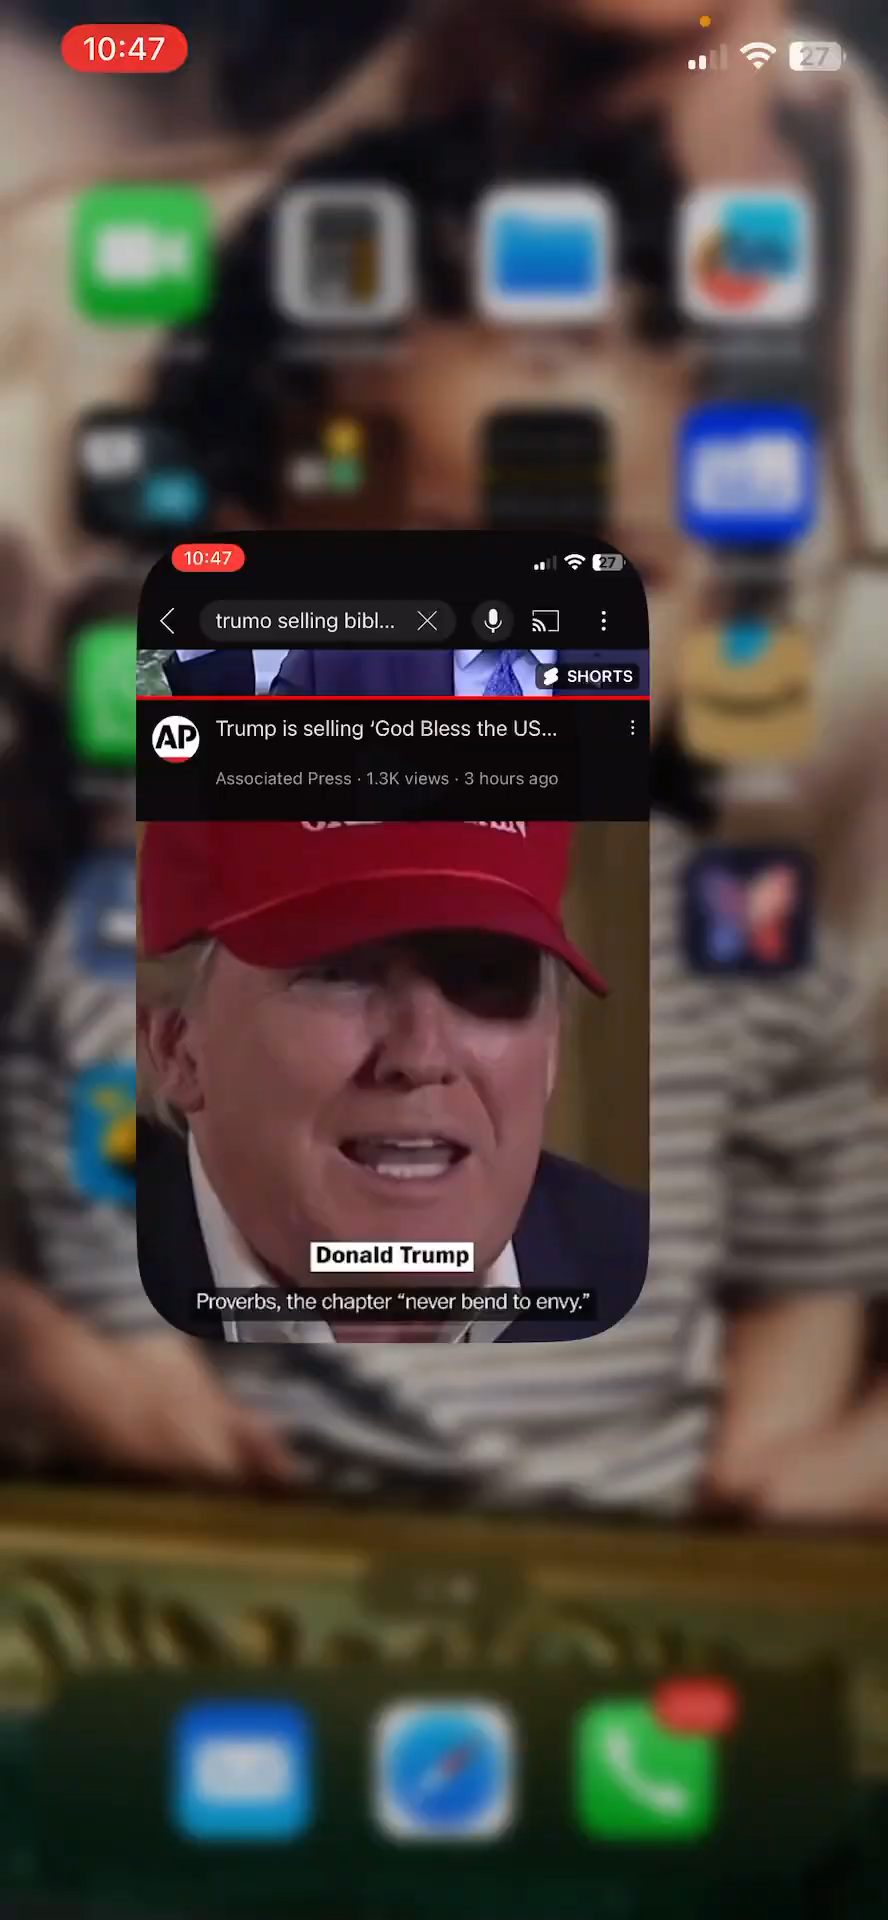 10:47
27
10:47
27
trumo selling bibl...
SHORTS
AP
Trump is selling ‘God Bless the US...
Associated Press · 1.3K views · 3 hours ago
Donald Trump
Proverbs, the chapter “never bend to envy.”